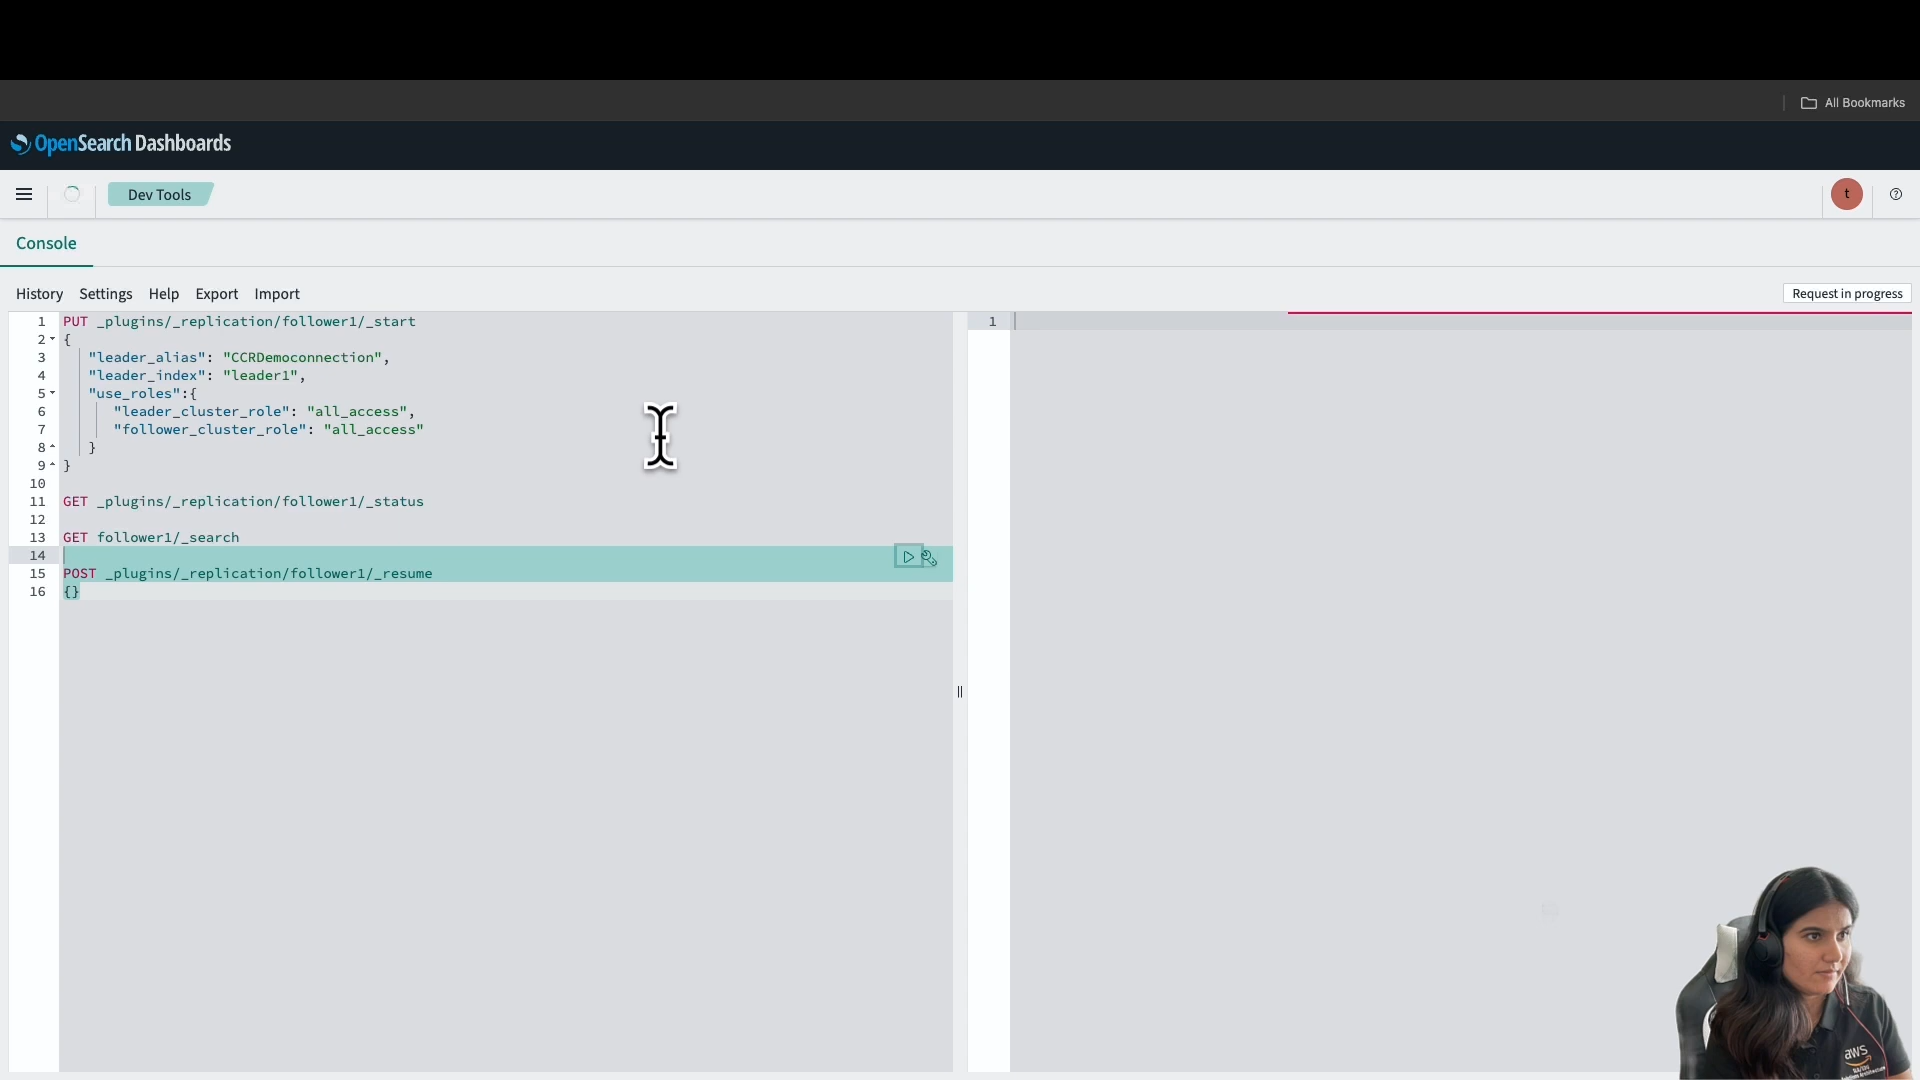 All Bookmarks
OpenSearch Dashboards
Dev Tools
t
Console
History Settings Help Export Import
Request in progress
1 PUT _plugins/_replication/follower1/_start
2 {
3 "leader_alias": "CCRDemoconnection",
4 "leader_index": "leader1",
5 "use_roles":{
6 "leader_cluster_role": "all_access",
7 "follower_cluster_role": "all_access"
8 }
9 }
10
11 GET _plugins/_replication/follower1/_status
12
13 GET follower1/_search
14
15 POST _plugins/_replication/follower1/_resume
16 {}
1
aws